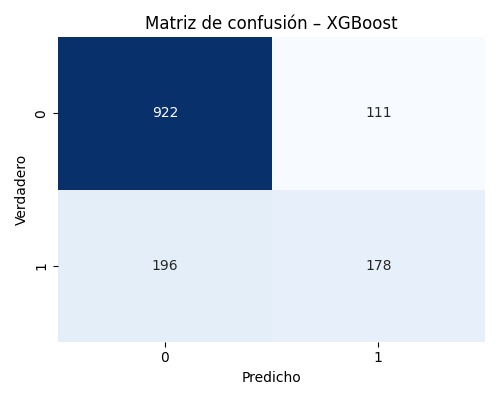 Matriz de confusión – XGBoost
Verdadero
0
922
111
1
196
178
0
1
Predicho